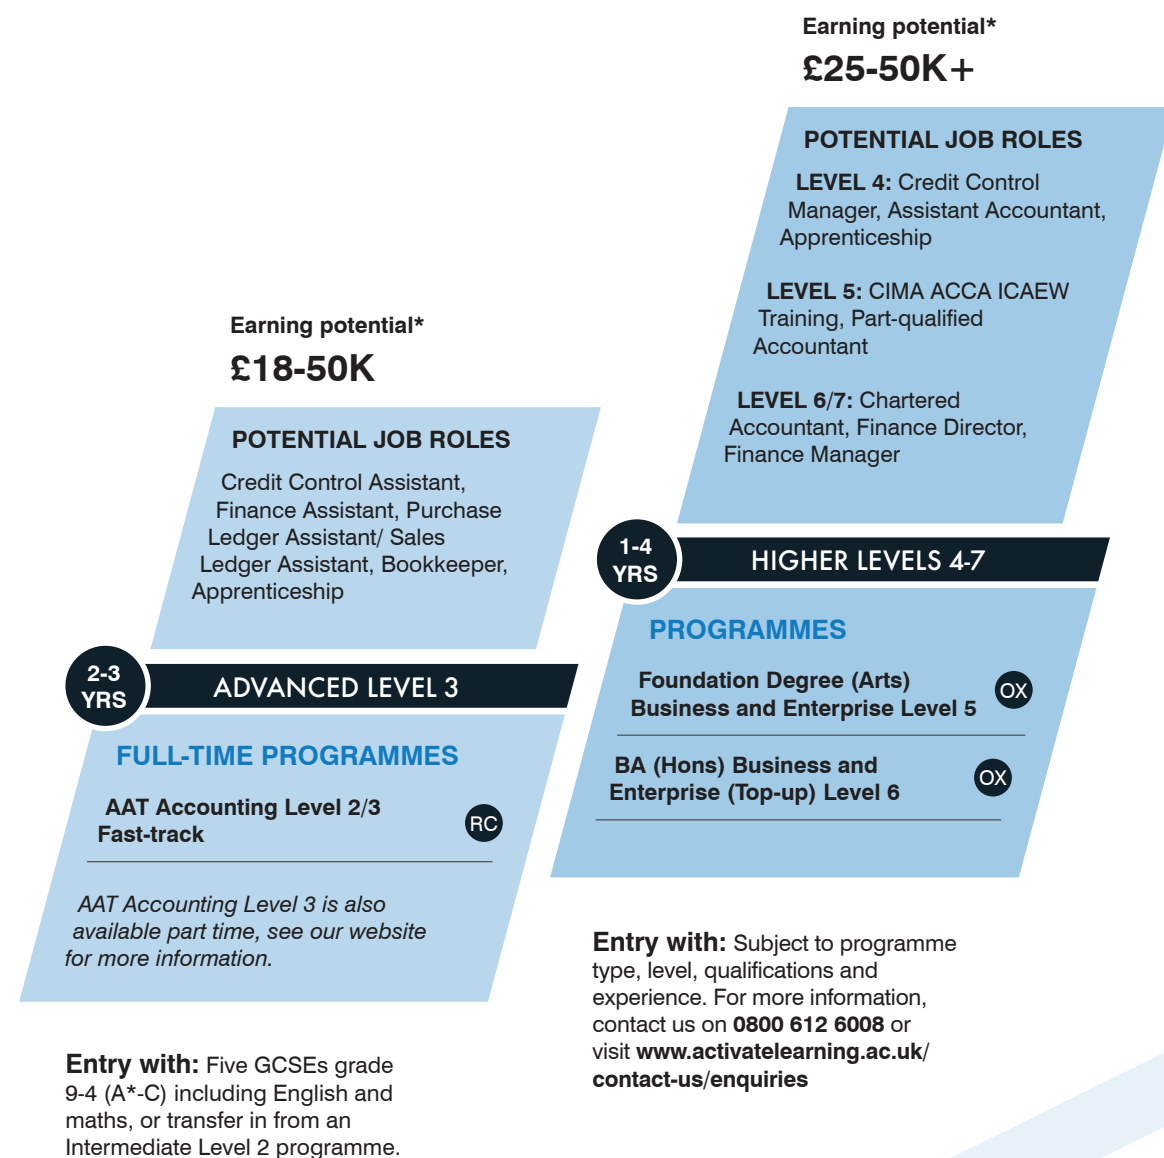 Earning potential*
£18-50K
POTENTIAL JOB ROLES
Credit Control Assistant,
Finance Assistant, Purchase
Ledger Assistant/ Sales
Ledger Assistant, Bookkeeper,
Apprenticeship
2-3
YRS
ADVANCED LEVEL 3
FULL-TIME PROGRAMMES
AAT Accounting Level 2/3
Fast-track
RC
AAT Accounting Level 3 is also
available part time, see our website
for more information.
Entry with: Five GCSEs grade
9-4 (A*-C) including English and
maths, or transfer in from an
Intermediate Level 2 programme.
Earning potential*
£25-50K+
POTENTIAL JOB ROLES
LEVEL 4: Credit Control
Manager, Assistant Accountant,
Apprenticeship
LEVEL 5: CIMA ACCA ICAEW
Training, Part-qualified
Accountant
LEVEL 6/7: Chartered
Accountant, Finance Director,
Finance Manager
1-4
YRS
HIGHER LEVELS 4-7
PROGRAMMES
Foundation Degree (Arts)
Business and Enterprise Level 5
OX
BA (Hons) Business and
Enterprise (Top-up) Level 6
OX
Entry with: Subject to programme
type, level, qualifications and
experience. For more information,
contact us on 0800 612 6008 or
visit www.activatelearning.ac.uk/
contact-us/enquiries